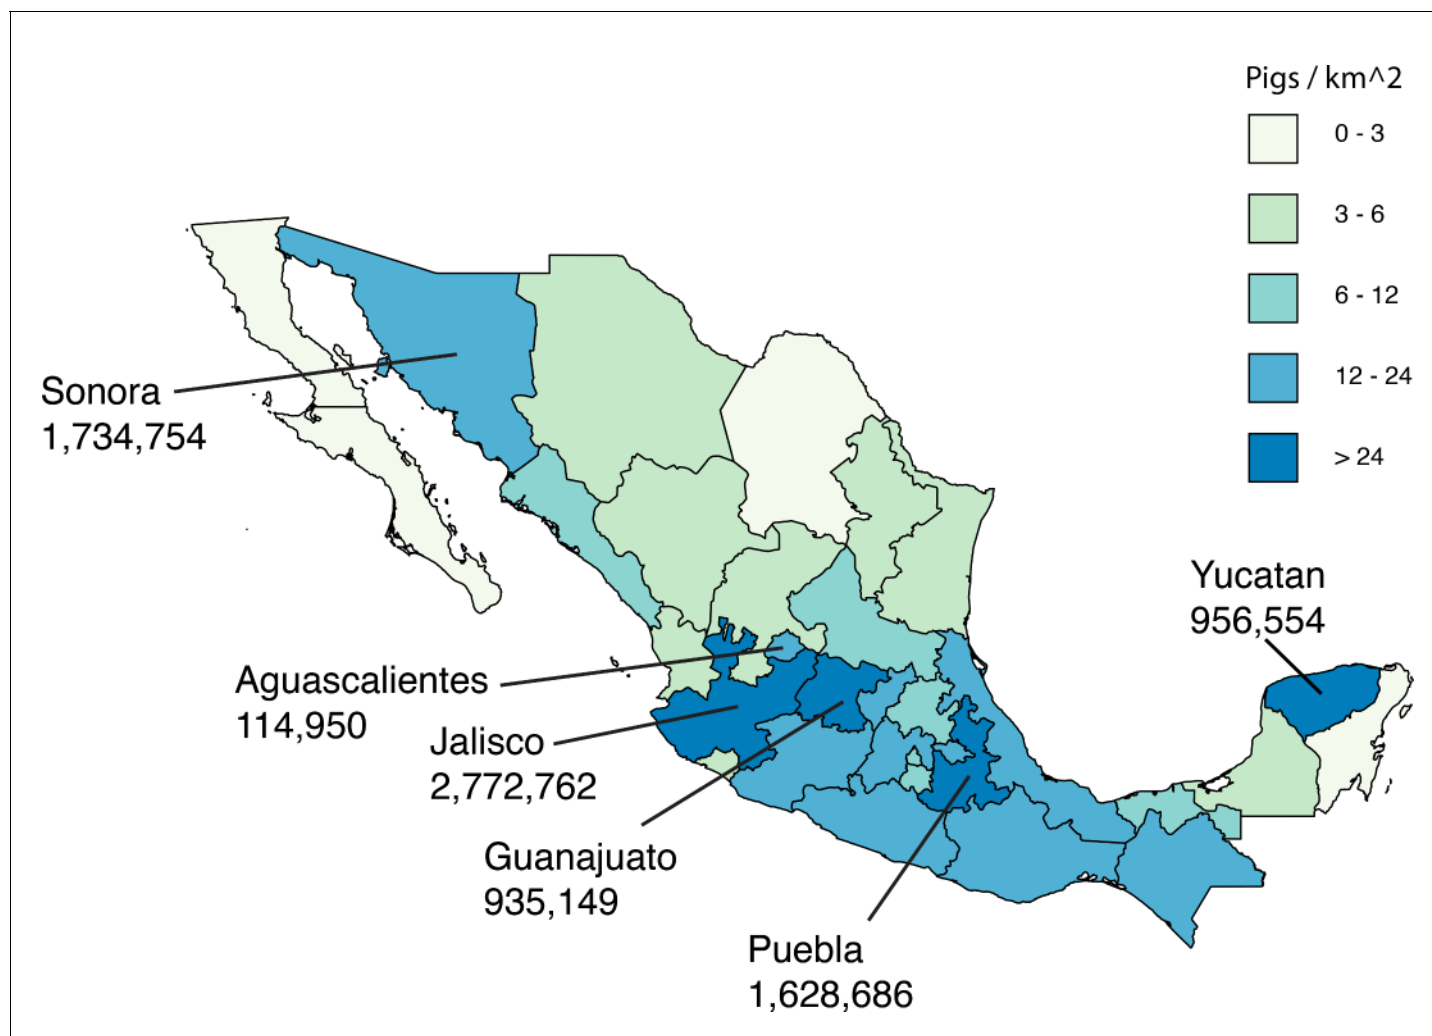 Pigs / km^2
0 - 3
3 - 6
6 - 12
12 - 24
> 24
Sonora
1,734,754
Yucatan
956,554
Aguascalientes
114,950
Jalisco
2,772,762
Guanajuato
935,149
Puebla
1,628,686